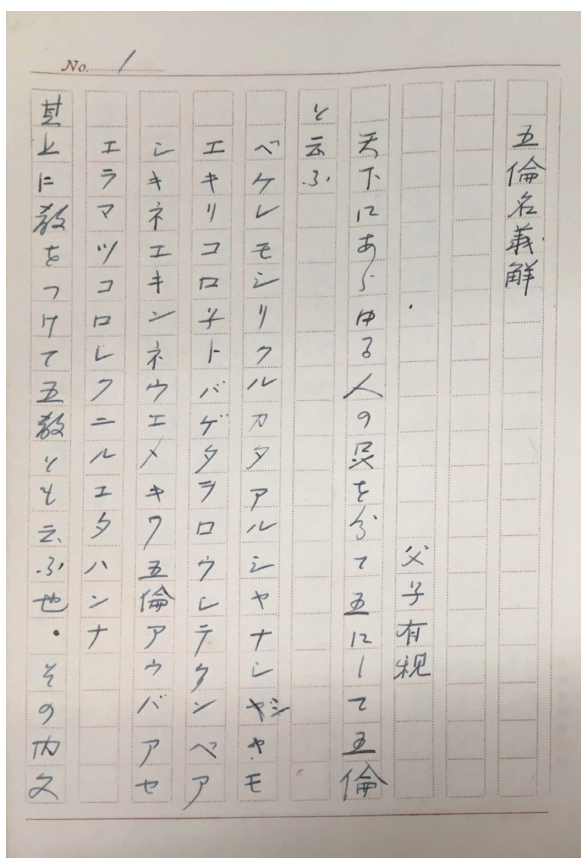 No. 1
五倫名義解
父子有親
天下にあらゆる人の品を分て五にして五倫
と云ふ
ベケレモシリクルカタアルシヤナシヤモ
エキリコロ子トバゲタラロウレテクンペア
シキネエキンネウエメキワ五倫アウバアセ
エラマツコロレクニルエタハンナ
其上に教をつけて五教とも云ふ也・その内父